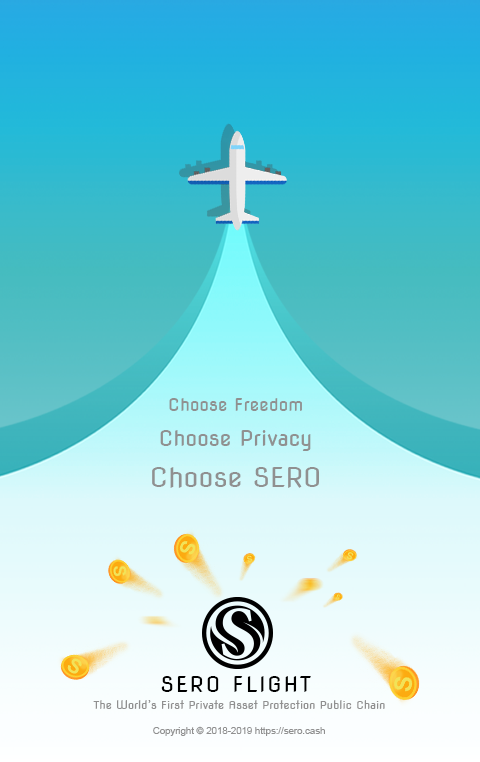 Choose Freedom
Choose Privacy
Choose SERO
SERO FLIGHT
The World's First Private Asset Protection Public Chain
Copyright © 2018-2019 https://sero.cash